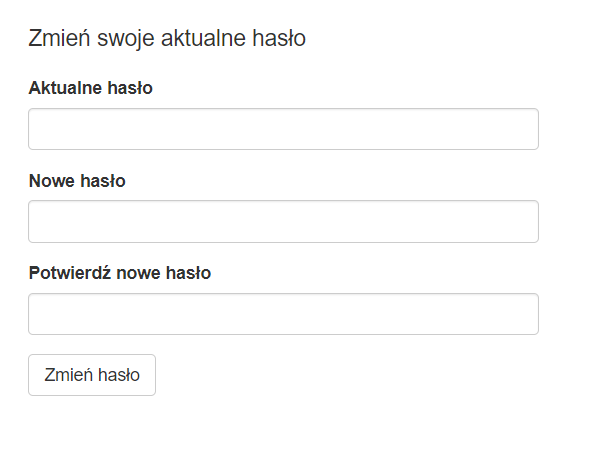 Zmień swoje aktualne hasło
Aktualne hasło
Nowe hasło
Potwierdź nowe hasło
Zmień hasło